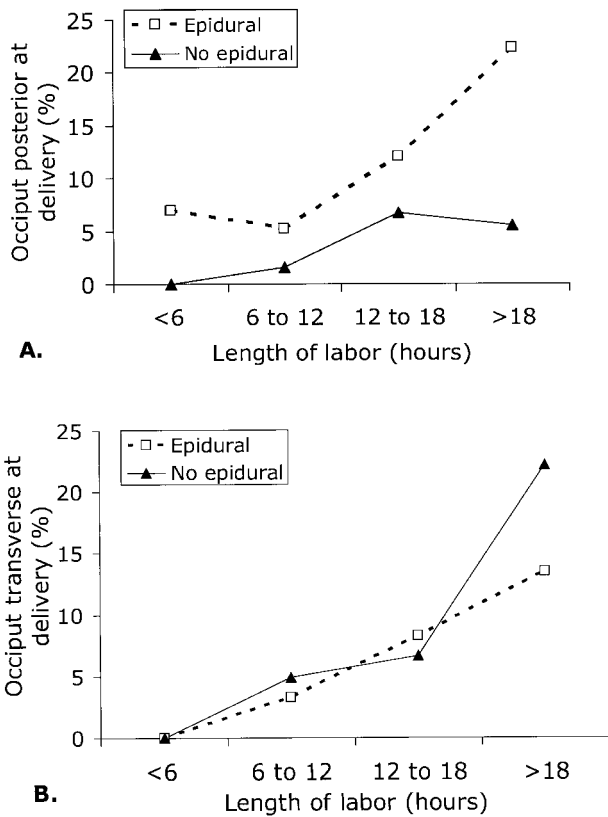 Epidural
No epidural
Occiput posterior at
delivery (%)
25
20
15
10
5
0
<6 6 to 12 12 to 18 >18
Length of labor (hours)
A.
Epidural
No epidural
Occiput transverse at
delivery (%)
25
20
15
10
5
0
<6 6 to 12 12 to 18 >18
Length of labor (hours)
B.